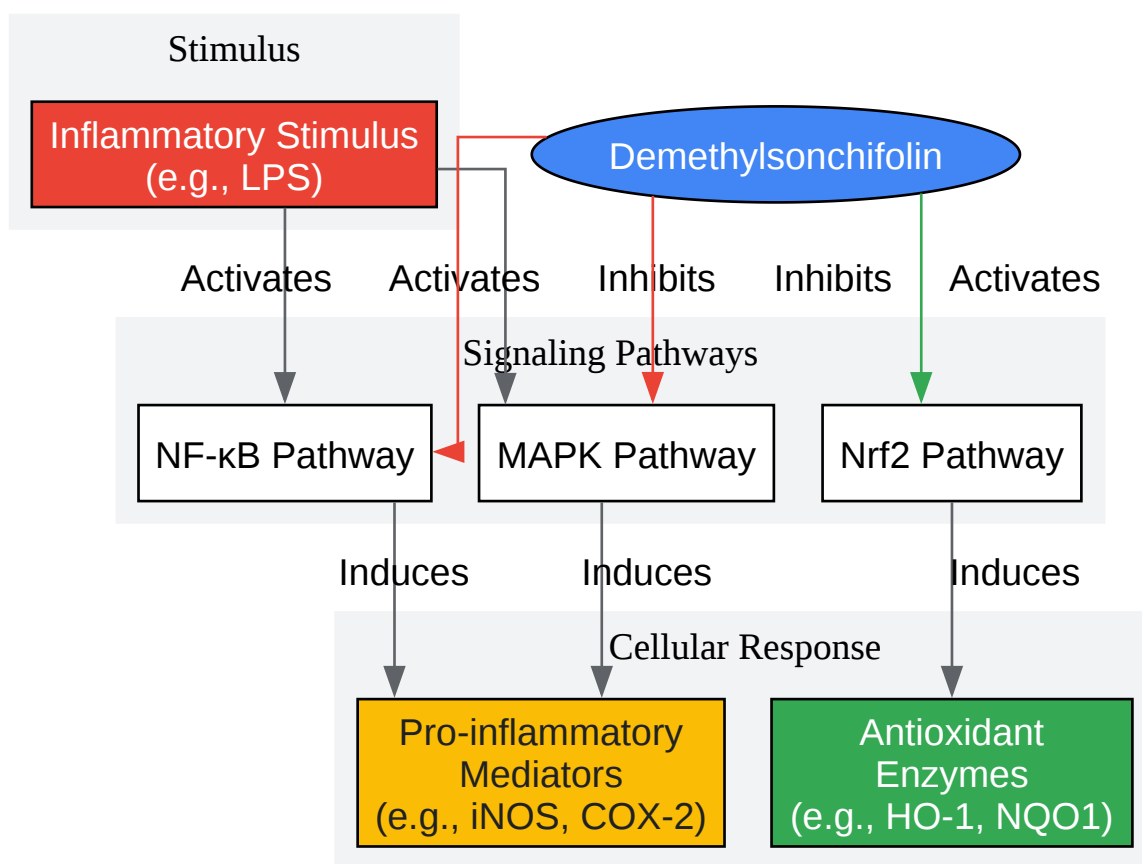 Stimulus
Inflammatory Stimulus
(e.g., LPS)
Demethylsonchifolin
Activates
Activates
Inhibits
Inhibits
Activates
Signaling Pathways
NF-κB Pathway
MAPK Pathway
Nrf2 Pathway
Induces
Induces
Induces
Cellular Response
Pro-inflammatory
Mediators
(e.g., iNOS, COX-2)
Antioxidant
Enzymes
(e.g., HO-1, NQO1)